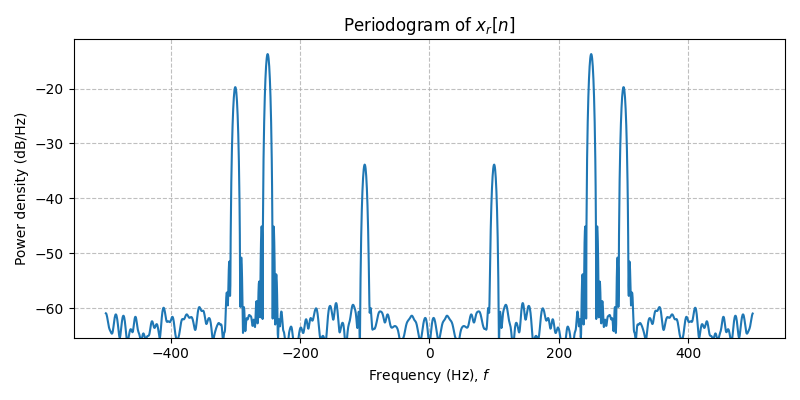 Periodogram of x_r[n]
Power density (dB/Hz)
−20
−30
−40
−50
−60
−400 −200 0 200 400
Frequency (Hz), f